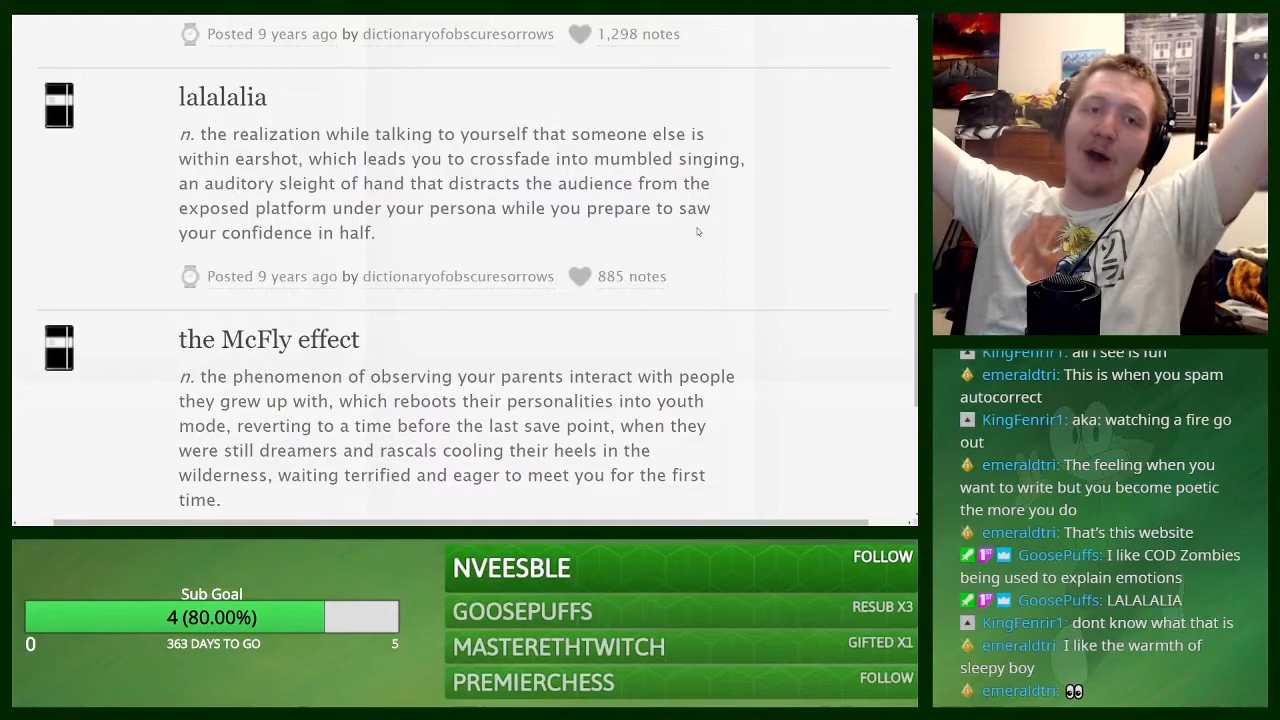 Posted 9 years ago by dictionaryofobscuresorrows 1,298 notes
lalalalia
n. the realization while talking to yourself that someone else is
within earshot, which leads you to crossfade into mumbled singing,
an auditory sleight of hand that distracts the audience from the
exposed platform under your persona while you prepare to saw
your confidence in half.
Posted 9 years ago by dictionaryofobscuresorrows 885 notes
the McFly effect
n. the phenomenon of observing your parents interact with people
they grew up with, which reboots their personalities into youth
mode, reverting to a time before the last save point, when they
were still dreamers and rascals cooling their heels in the
wilderness, waiting terrified and eager to meet you for the first
time.
KingFenrir1: all i see is fun
emeraldtri: This is when you spam
autocorrect
KingFenrir1: aka: watching a fire go
out
emeraldtri: The feeling when you
want to write but you become poetic
the more you do
emeraldtri: That's this website
1ST GoosePuffs: I like COD Zombies
being used to explain emotions
1ST GoosePuffs: LALALALIA
KingFenrir1: dont know what that is
emeraldtri: I like the warmth of
sleepy boy
emeraldtri: 👀
Sub Goal
4 (80.00%)
0 363 DAYS TO GO 5
NVEESBLE FOLLOW
GOOSEPUFFS RESUB X3
MASTERETHTWITCH GIFTED X1
PREMIERCHESS FOLLOW